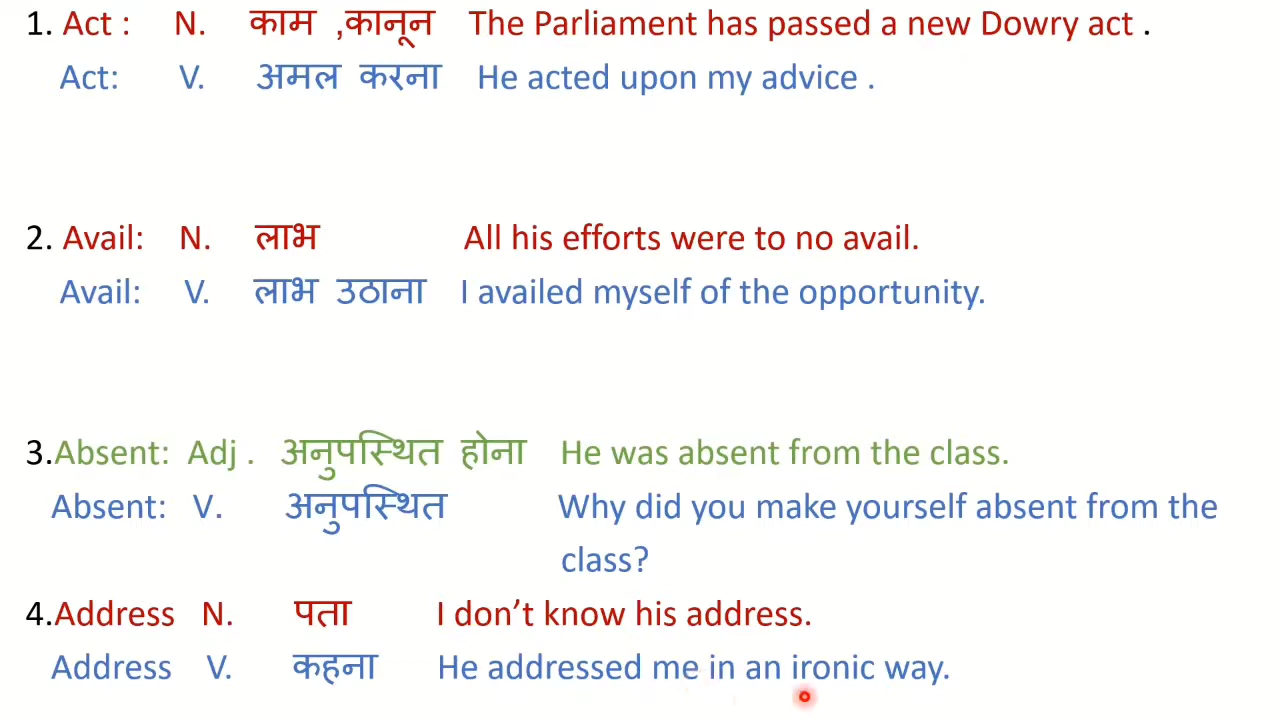 1. Act : N. काम ,कानून The Parliament has passed a new Dowry act .
Act: V. अमल करना He acted upon my advice .
2. Avail: N. लाभ All his efforts were to no avail.
Avail: V. लाभ उठाना I availed myself of the opportunity.
3.Absent: Adj . अनुपस्थित होना He was absent from the class.
Absent: V. अनुपस्थित Why did you make yourself absent from the
class?
4.Address N. पता I don’t know his address.
Address V. कहना He addressed me in an ironic way.